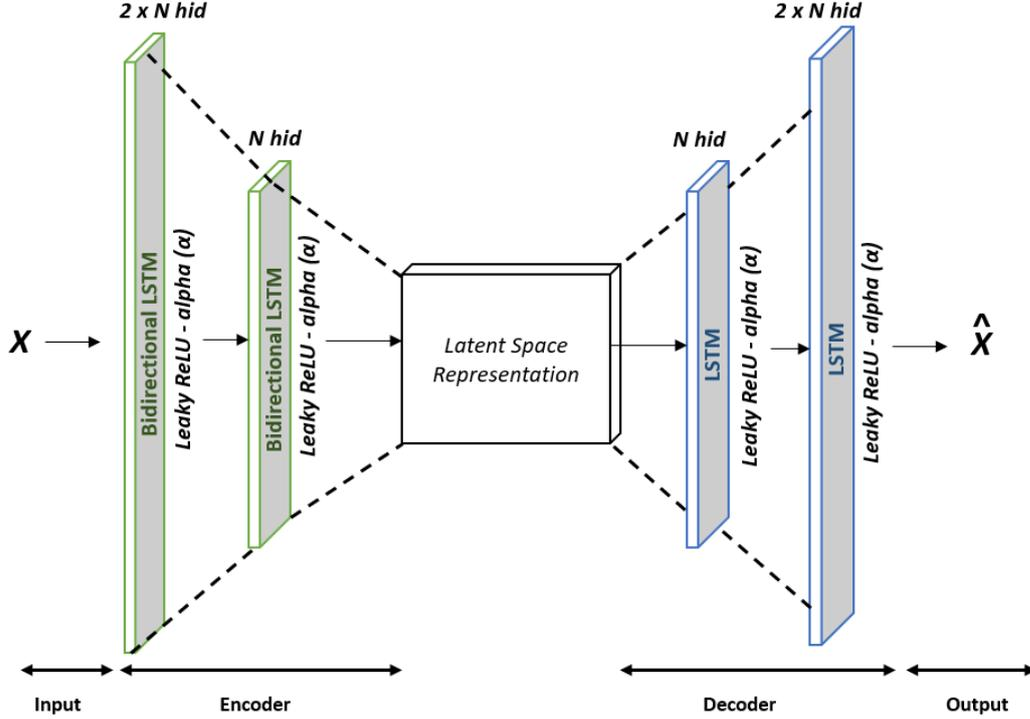 2 x N hid
2 x N hid
N hid
N hid
X
Bidirectional LSTM
Leaky ReLU - alpha (α)
Bidirectional LSTM
Leaky ReLU - alpha (α)
Latent Space
Representation
LSTM
Leaky ReLU - alpha (α)
LSTM
Leaky ReLU - alpha (α)
X̂
Input
Encoder
Decoder
Output